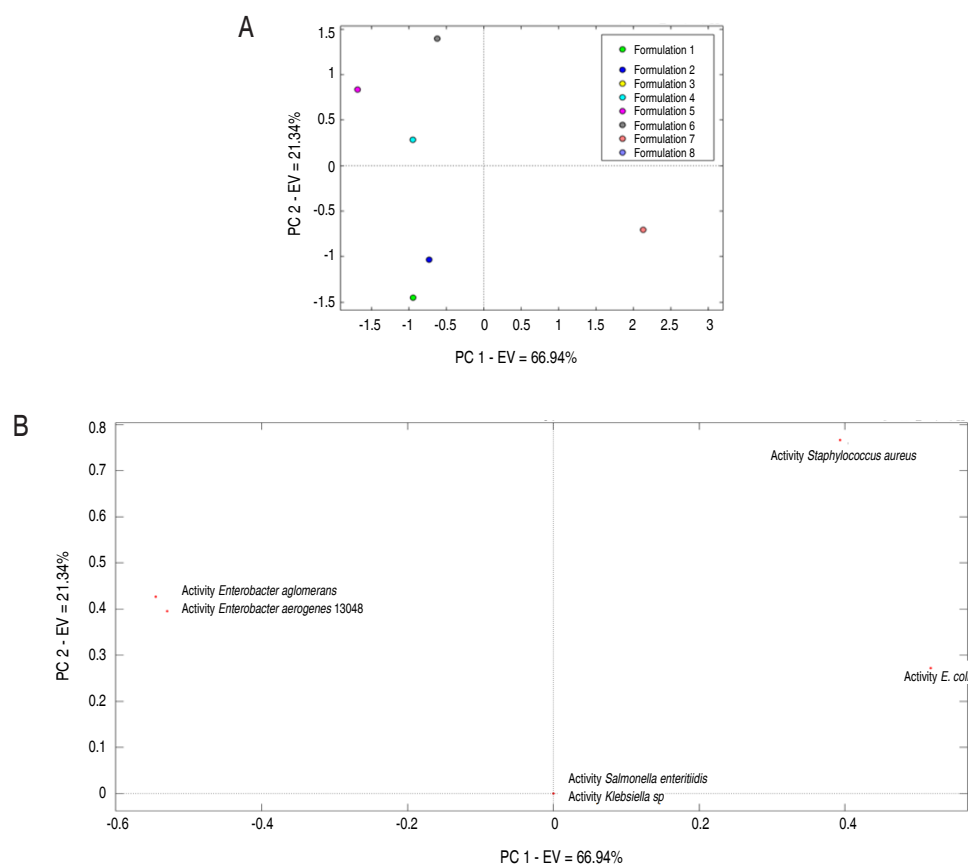 A
1.5
1
0.5
0
-0.5
-1
-1.5
PC 2 - EV = 21.34%
Formulation 1
Formulation 2
Formulation 3
Formulation 4
Formulation 5
Formulation 6
Formulation 7
Formulation 8
-1.5 -1 -0.5 0 0.5 1 1.5 2 2.5 3
PC 1 - EV = 66.94%
B
0.8
0.7
0.6
0.5
0.4
0.3
0.2
0.1
0
PC 2 - EV = 21.34%
Activity Staphylococcus aureus
Activity Enterobacter aglomerans
Activity Enterobacter aerogenes 13048
Activity E. col
Activity Salmonella enteritiidis
Activity Klebsiella sp
-0.6 -0.4 -0.2 0 0.2 0.4
PC 1 - EV = 66.94%